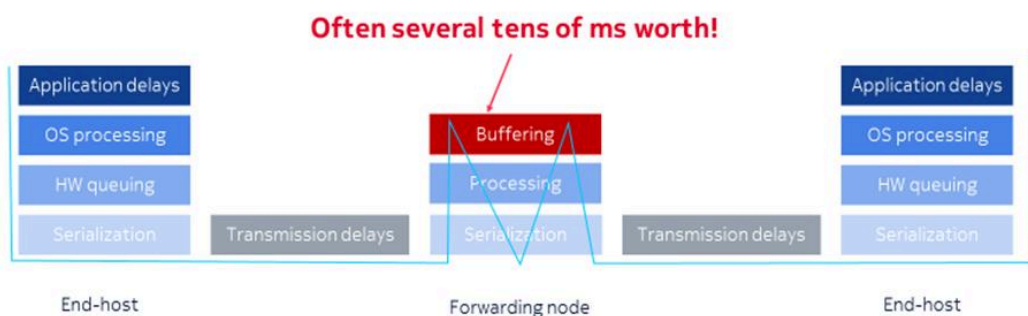 Often several tens of ms worth!
Application delays
OS processing
HW queuing
Serialization
Transmission delays
Buffering
Processing
Serialization
Transmission delays
Application delays
OS processing
HW queuing
Serialization
End-host
Forwarding node
End-host